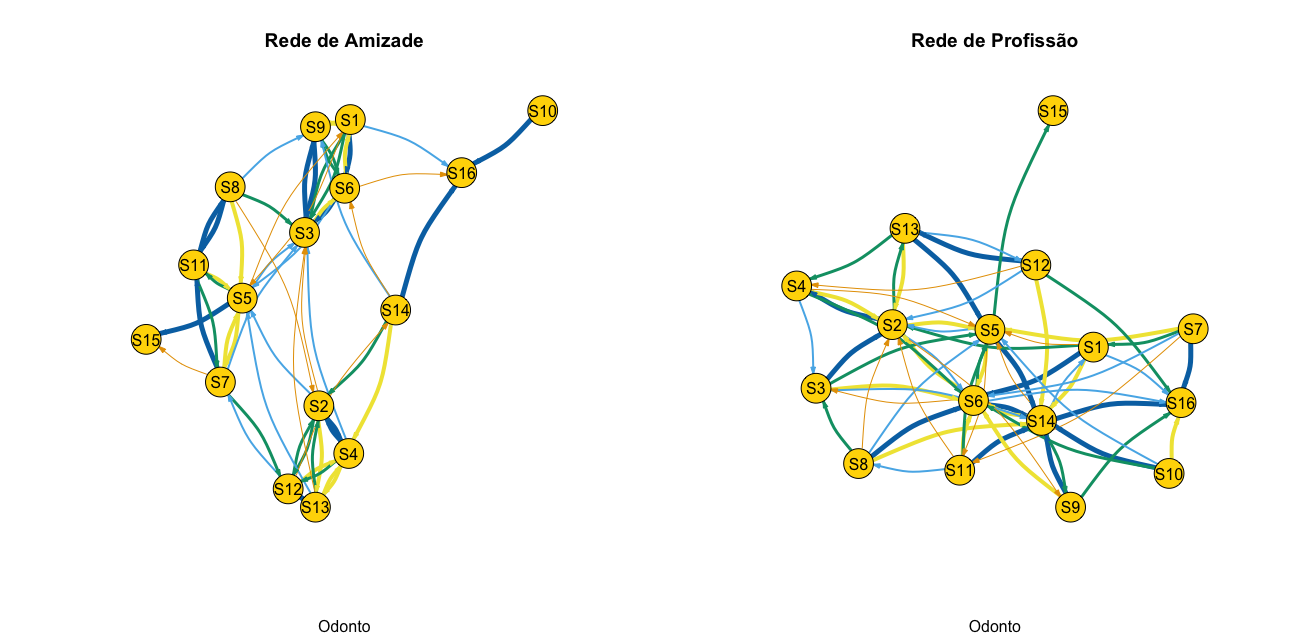 Rede de Amizade
S10
S1
S9
S16
S8
S6
S3
S11
S5
S14
S15
S7
S2
S4
S12
S13
Odonto
Rede de Profissão
S15
S13
S12
S4
S2
S5
S7
S1
S3
S6
S16
S14
S8
S11
S10
S9
Odonto